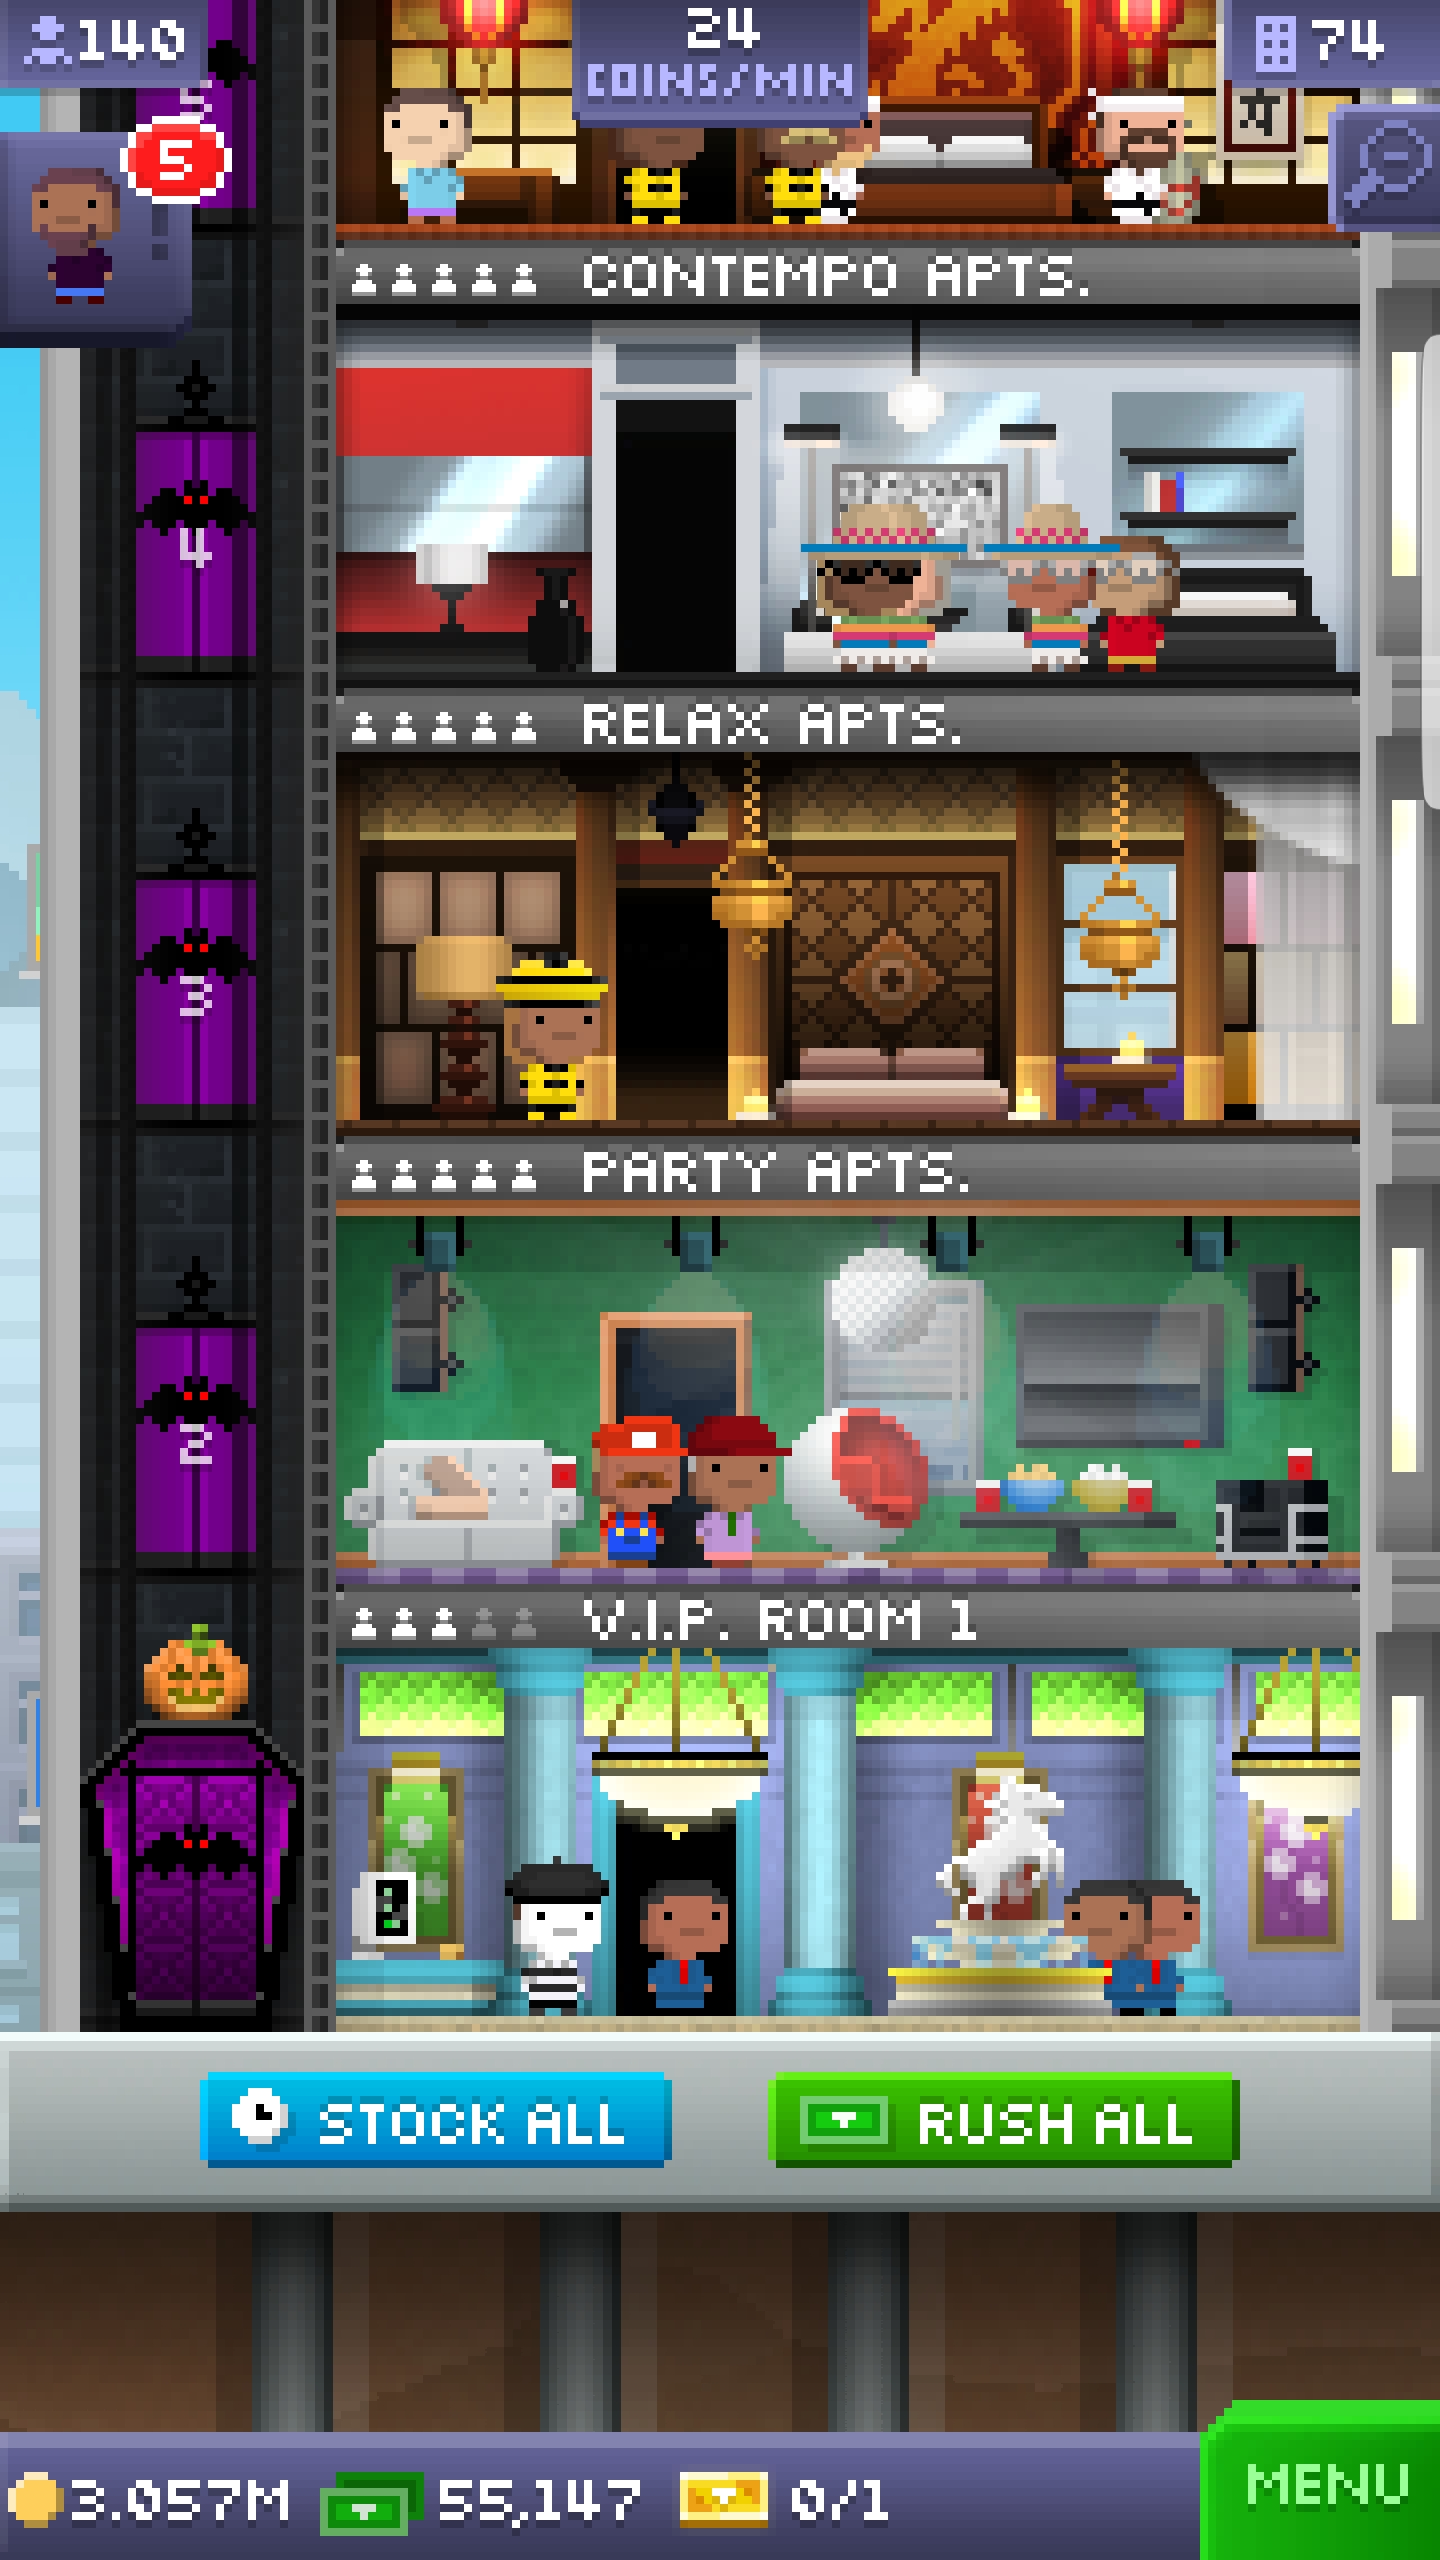 140
24
COINS/MIN
74
5
5
CONTEMPO APTS.
4
RELAX APTS.
3
PARTY APTS.
2
V.I.P. ROOM 1
STOCK ALL
RUSH ALL
3.057M
55,147
0/1
MENU